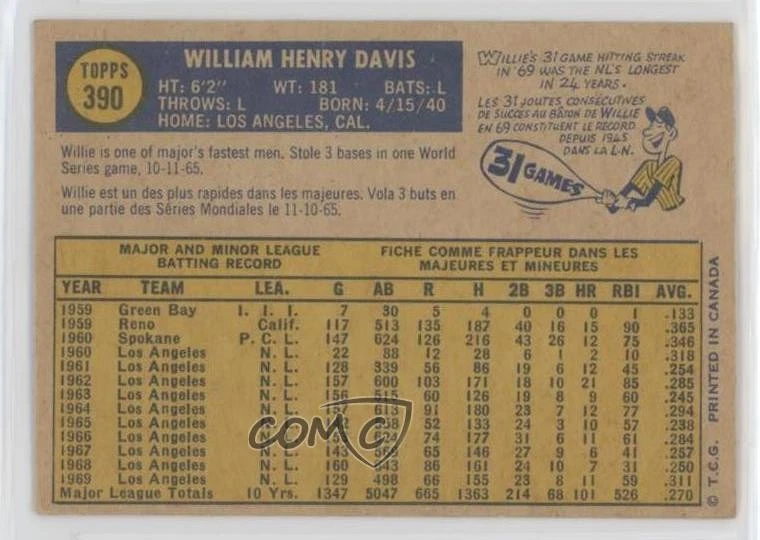 TOPPS
390
WILLIAM HENRY DAVIS
HT: 6'2" WT: 181 BATS: L
THROWS: L BORN: 4/15/40
HOME: LOS ANGELES, CAL.
Willie is one of major's fastest men. Stole 3 bases in one World
Series game, 10-11-65.
Willie est un des plus rapides dans les majeures. Vola 3 buts en
une partie des Séries Mondiales le 11-10-65.
WILLIE'S 31 GAME HITTING STREAK
IN '69 WAS THE NL'S LONGEST
IN 24 YEARS.
LES 31 JOUTES CONSÉCUTIVES
DE SUCCES AU BÂTON DE WILLIE
EN 69 CONSTITUENT LE RECORD
DEPUIS 1945
DANS LA L-N.
31 GAMES
MAJOR AND MINOR LEAGUE
BATTING RECORD
FICHE COMME FRAPPEUR DANS LES
MAJEURES ET MINEURES
YEAR TEAM LEA. G AB R H 2B 3B HR RBI AVG.
1959 Green Bay I. I. I. 7 30 5 4 0 0 0 1 .133
1959 Reno Calif. 117 513 135 187 40 16 15 90 .365
1960 Spokane P. C. L. 147 624 126 216 43 26 12 75 .346
1960 Los Angeles N. L. 22 88 12 28 6 1 2 10 .318
1961 Los Angeles N. L. 128 339 56 86 19 6 12 45 .254
1962 Los Angeles N. L. 157 600 103 171 18 10 21 85 .285
1963 Los Angeles N. L. 156 515 60 126 19 8 9 60 .245
1964 Los Angeles N. L. 613 91 180 23 7 12 77 .294
1965 Los Angeles N. L. 52 133 24 3 10 57 .238
1966 Los Angeles N. L. 74 177 31 6 11 61 .284
1967 Los Angeles N. L. 143 569 65 146 27 9 6 41 .257
1968 Los Angeles N. L. 160 643 86 161 24 10 7 31 .250
1969 Los Angeles N. L. 129 498 66 155 23 8 11 59 .311
Major League Totals 10 Yrs. 1347 5047 665 1363 214 68 101 526 .270
COMC
© T.C.G. PRINTED IN CANADA